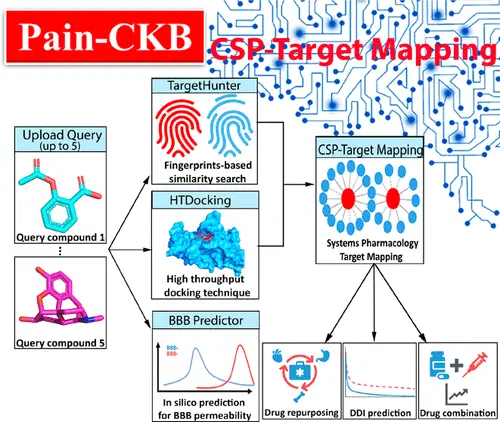 Pain-CKB
CSP-Target Mapping
Upload Query
(up to 5)
Query compound 1
Query compound 5
TargetHunter
Fingerprints-based
similarity search
HTDocking
High throughput
docking technique
BBB Predictor
BBB+
BBB-
In silico prediction
for BBB permeability
CSP-Target Mapping
Systems Pharmacology
Target Mapping
Drug repurposing
DDI prediction
Drug combination